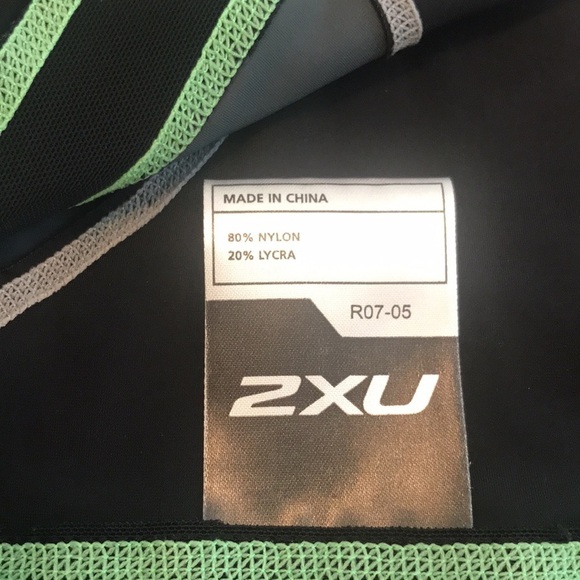 MADE IN CHINA
80% NYLON
20% LYCRA
R07-05
2XU